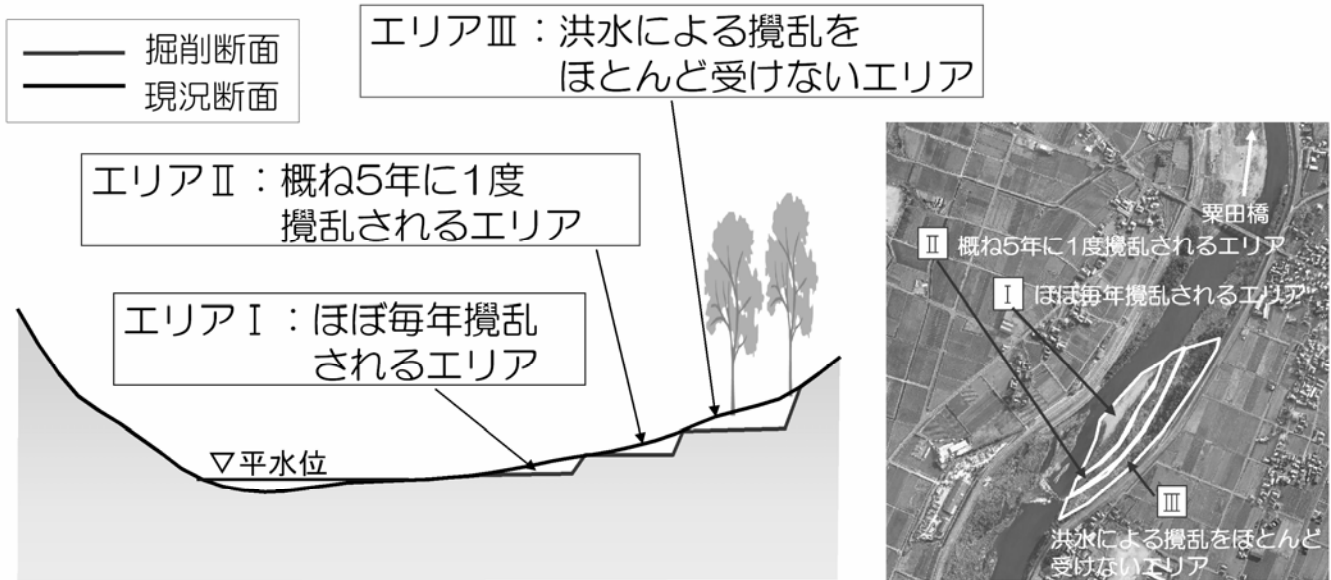 掘削断面
現況断面
エリアⅢ：洪水による攪乱を
ほとんど受けないエリア
エリアⅡ：概ね5年に1度
攪乱されるエリア
エリアⅠ：ほぼ毎年攪乱
されるエリア
▽平水位
粟田橋
Ⅱ 概ね5年に1度攪乱されるエリア
Ⅰ ほぼ毎年攪乱されるエリア
Ⅲ
洪水による攪乱をほとんど
受けないエリア